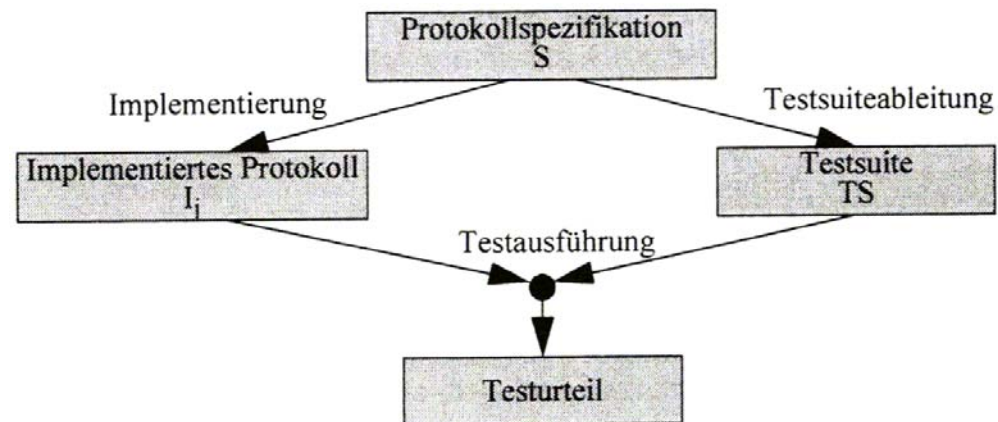 Protokollspezifikation
S
Implementierung
Testsuiteableitung
Implementiertes Protokoll
I_j
Testsuite
TS
Testausführung
Testurteil